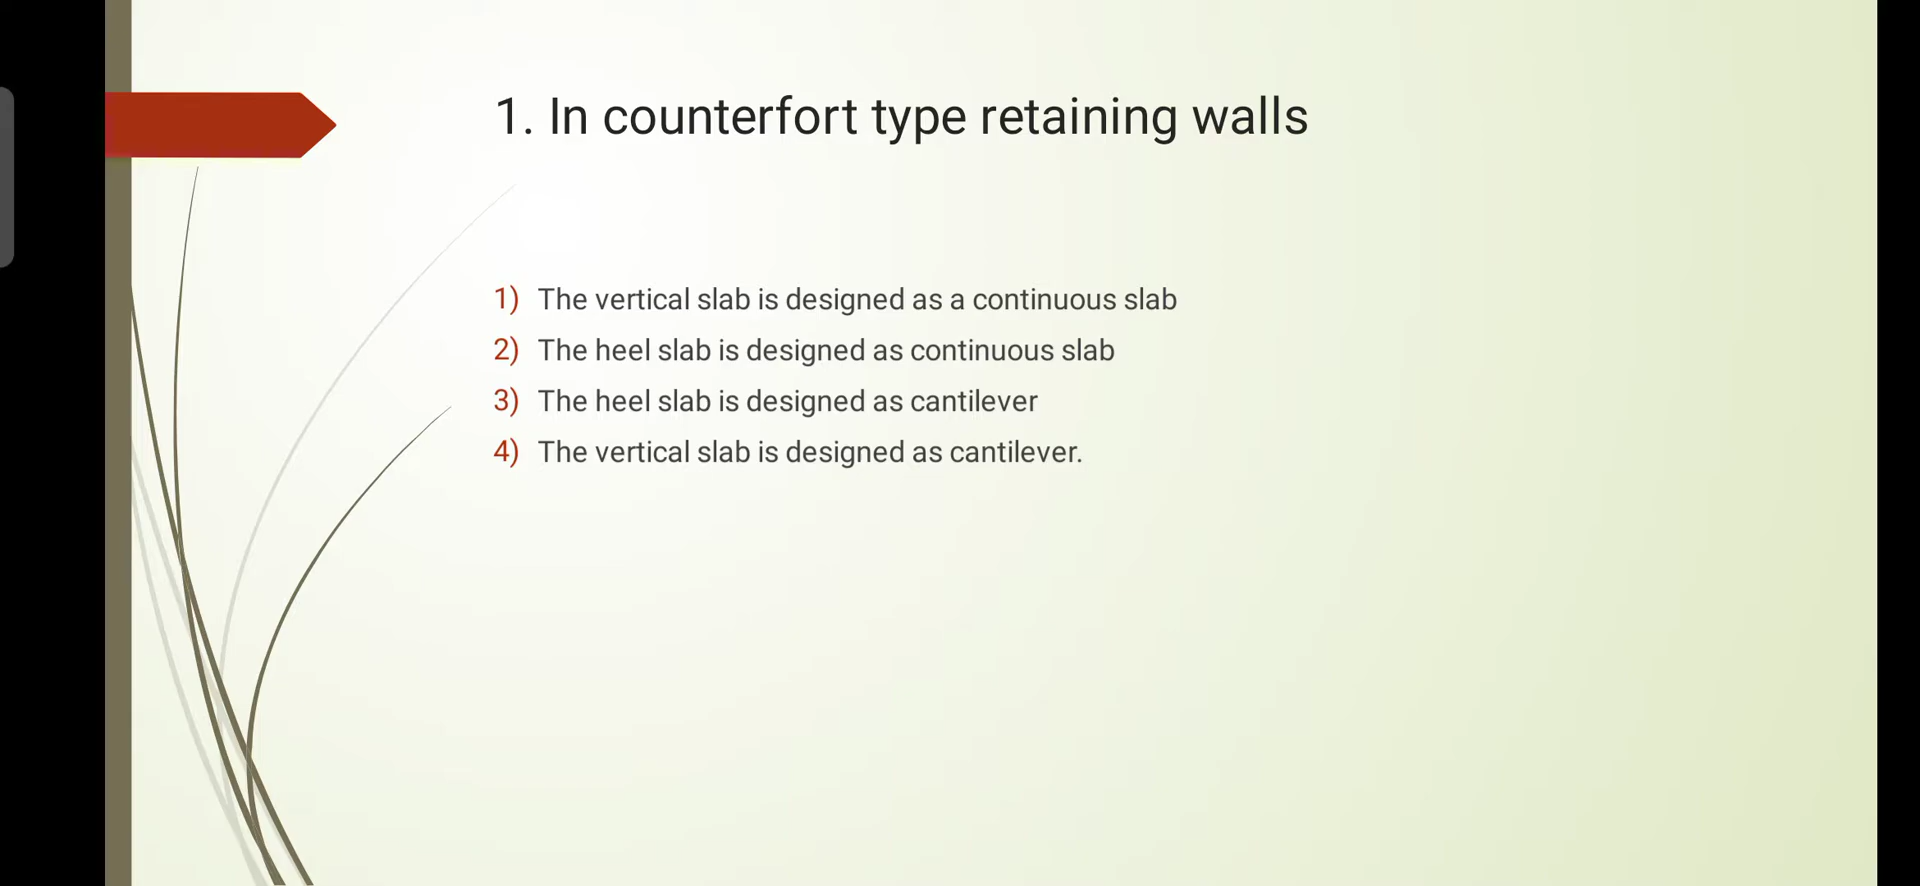 1. In counterfort type retaining walls
1) The vertical slab is designed as a continuous slab
2) The heel slab is designed as continuous slab
3) The heel slab is designed as cantilever
4) The vertical slab is designed as cantilever.